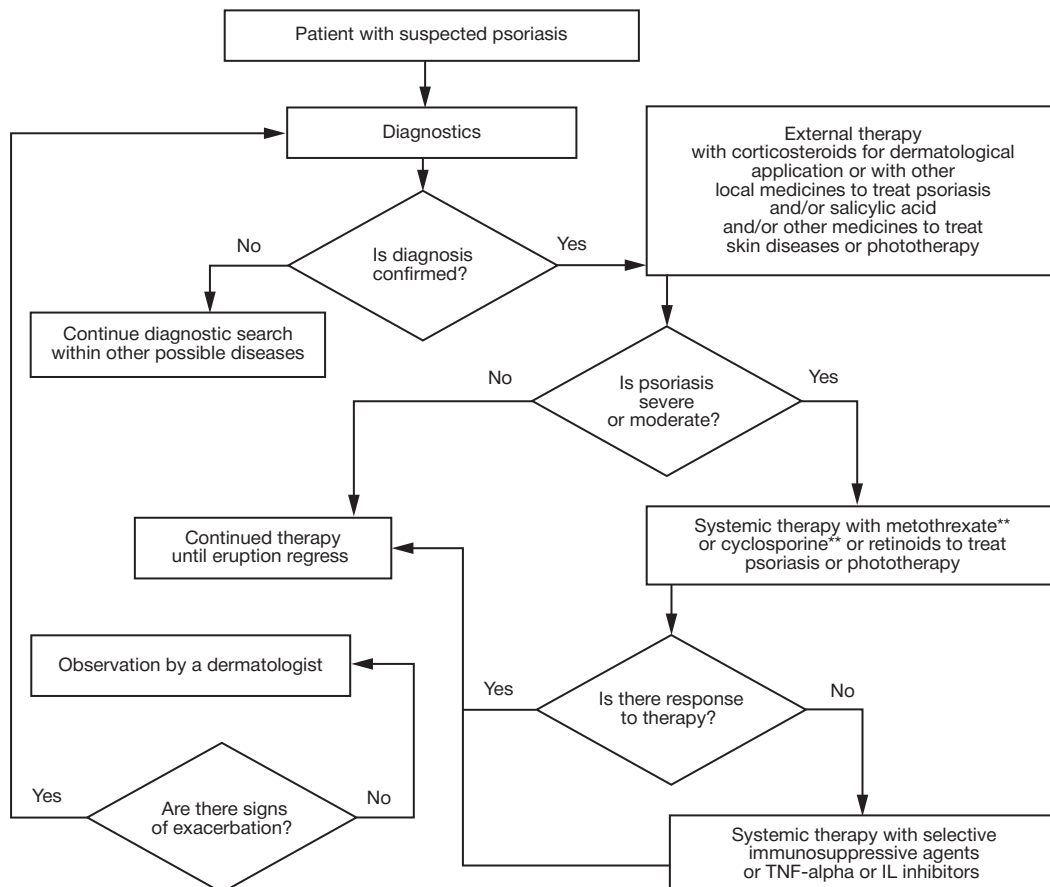 Patient with suspected psoriasis
Diagnostics
External therapy
with corticosteroids for dermatological
application or with other
local medicines to treat psoriasis
and/or salicylic acid
and/or other medicines to treat
skin diseases or phototherapy
No
Is diagnosis
confirmed?
Yes
Continue diagnostic search
within other possible diseases
No
Is psoriasis
severe
or moderate?
Yes
Continued therapy
until eruption regress
Systemic therapy with metothrexate**
or cyclosporine** or retinoids to treat
psoriasis or phototherapy
Observation by a dermatologist
Yes
Is there response
to therapy?
No
Yes
Are there signs
of exacerbation?
No
Systemic therapy with selective
immunosuppressive agents
or TNF-alpha or IL inhibitors